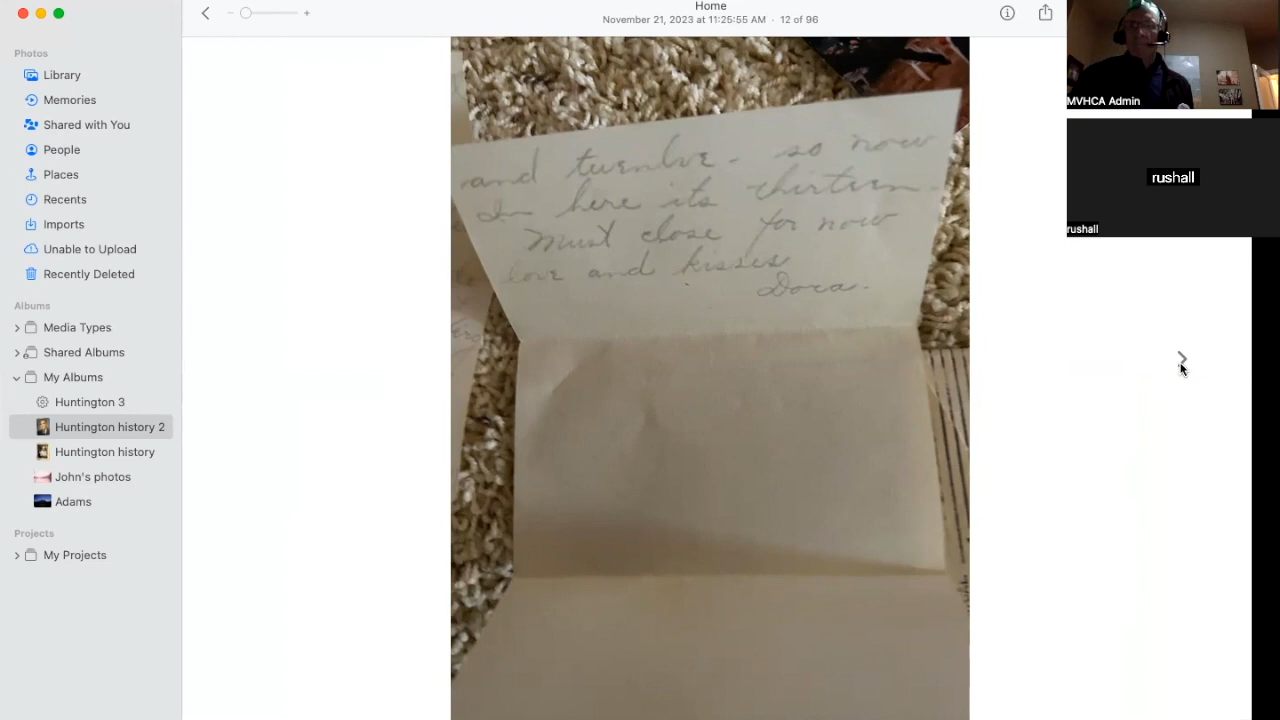 Home
November 21, 2023 at 11:25:55 AM · 12 of 96
Photos
Library
Memories
Shared with You
People
Places
Recents
Imports
Unable to Upload
Recently Deleted
Albums
Media Types
Shared Albums
My Albums
Huntington 3
Huntington history 2
Huntington history
John's photos
Adams
Projects
My Projects
and twenlve. so now
In here its thirteen.
Must close for now
love and kisses
Dora.
MVHCA Admin
rushall
rushall